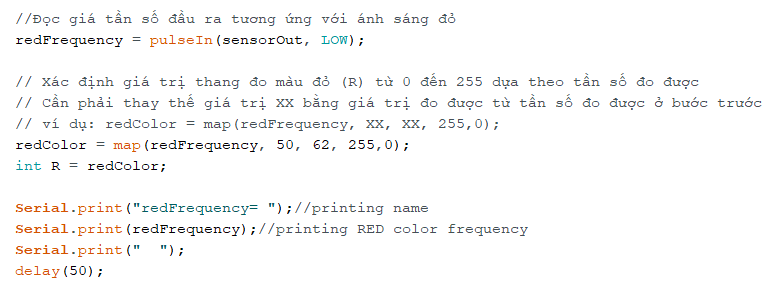 //Đọc giá tần số đầu ra tương ứng với ánh sáng đỏ
redFrequency = pulseIn(sensorOut, LOW);
// Xác định giá trị thang đo màu đỏ (R) từ 0 đến 255 dựa theo tần số đo được
// Cần phải thay thế giá trị XX bằng giá trị đo được từ tần số đo được ở bước trước
// ví dụ: redColor = map(redFrequency, XX, XX, 255,0);
redColor = map(redFrequency, 50, 62, 255,0);
int R = redColor;
Serial.print("redFrequency= ");//printing name
Serial.print(redFrequency);//printing RED color frequency
Serial.print("  ");
delay(50);